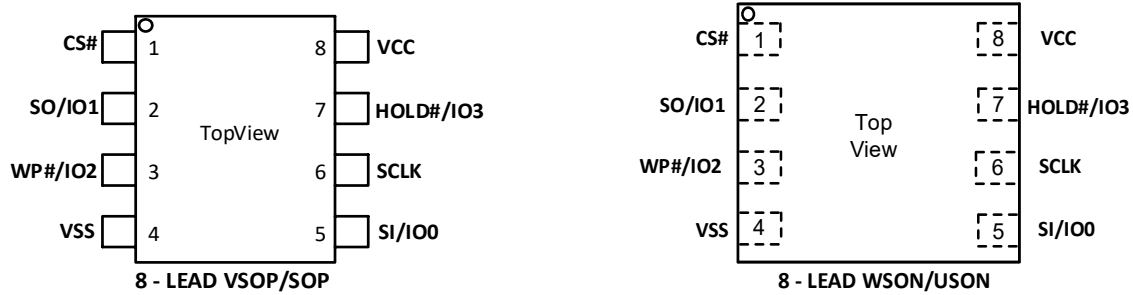 CS# 1 8 VCC
SO/IO1 2 7 HOLD#/IO3
TopView
WP#/IO2 3 6 SCLK
VSS 4 5 SI/IO0
8 - LEAD VSOP/SOP
CS# 1 8 VCC
SO/IO1 2 7 HOLD#/IO3
Top
View
WP#/IO2 3 6 SCLK
VSS 4 5 SI/IO0
8 - LEAD WSON/USON